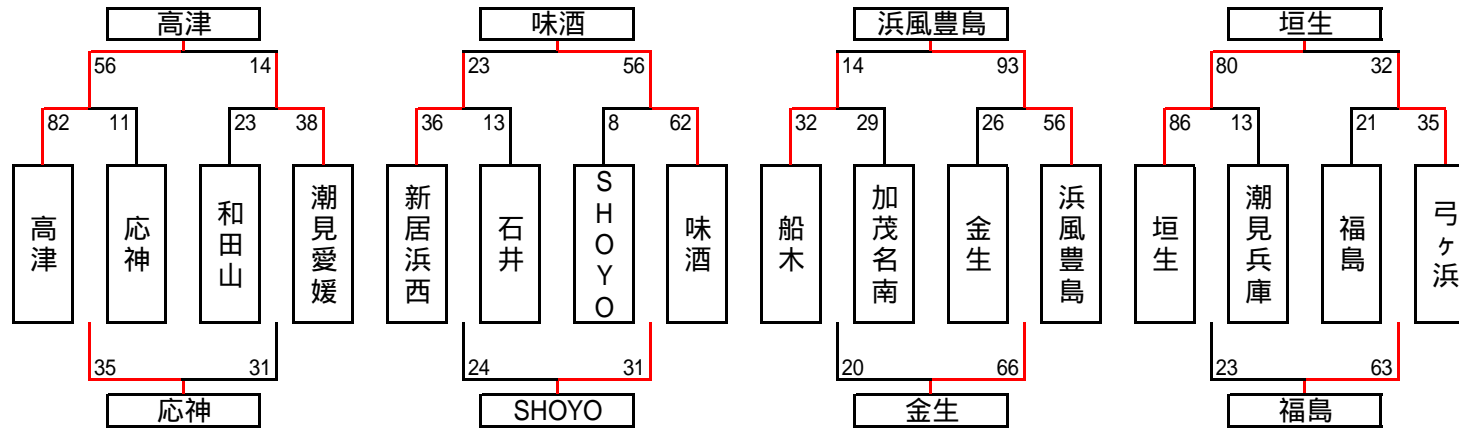 高津 味酒 浜風豊島 垣生
56 14 23 56 14 93 80 32
82 11 23 38 36 13 8 62 32 29 26 56 86 13 21 35
高津 応神 和田山 潮見愛媛 新居浜西 石井 SHOYO 味酒 船木 加茂名南 金生 浜風豊島 垣生 潮見兵庫 福島 弓ヶ浜
35 31 24 31 20 66 23 63
応神 SHOYO 金生 福島